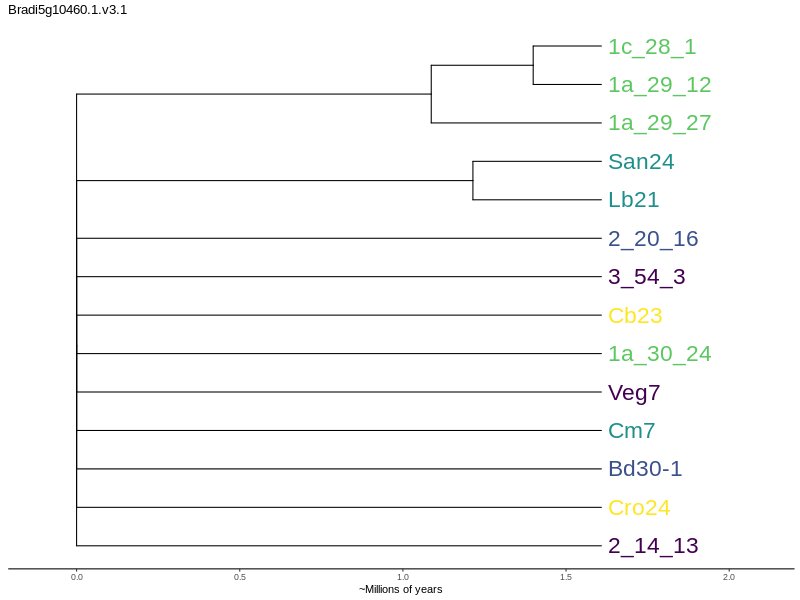 Bradi5g10460.1.v3.1
1c_28_1
1a_29_12
1a_29_27
San24
Lb21
2_20_16
3_54_3
Cb23
1a_30_24
Veg7
Cm7
Bd30-1
Cro24
2_14_13
0.0 0.5 1.0 1.5 2.0
~Millions of years